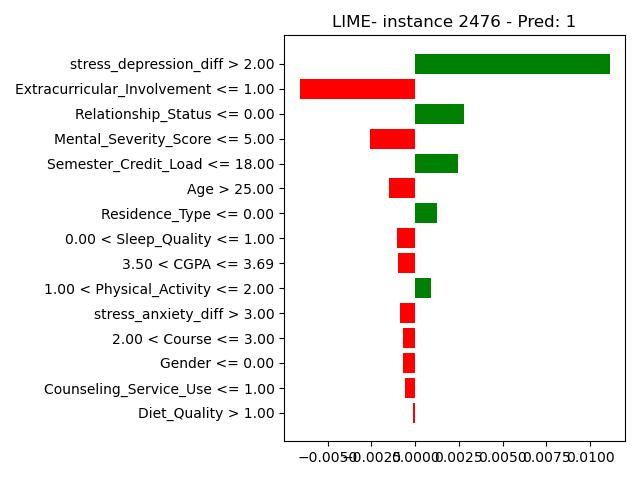 LIME- instance 2476 - Pred: 1
stress_depression_diff > 2.00
Extracurricular_Involvement <= 1.00
Relationship_Status <= 0.00
Mental_Severity_Score <= 5.00
Semester_Credit_Load <= 18.00
Age > 25.00
Residence_Type <= 0.00
0.00 < Sleep_Quality <= 1.00
3.50 < CGPA <= 3.69
1.00 < Physical_Activity <= 2.00
stress_anxiety_diff > 3.00
2.00 < Course <= 3.00
Gender <= 0.00
Counseling_Service_Use <= 1.00
Diet_Quality > 1.00
−0.0050 −0.0025 0.0000 0.0025 0.0050 0.0075 0.0100